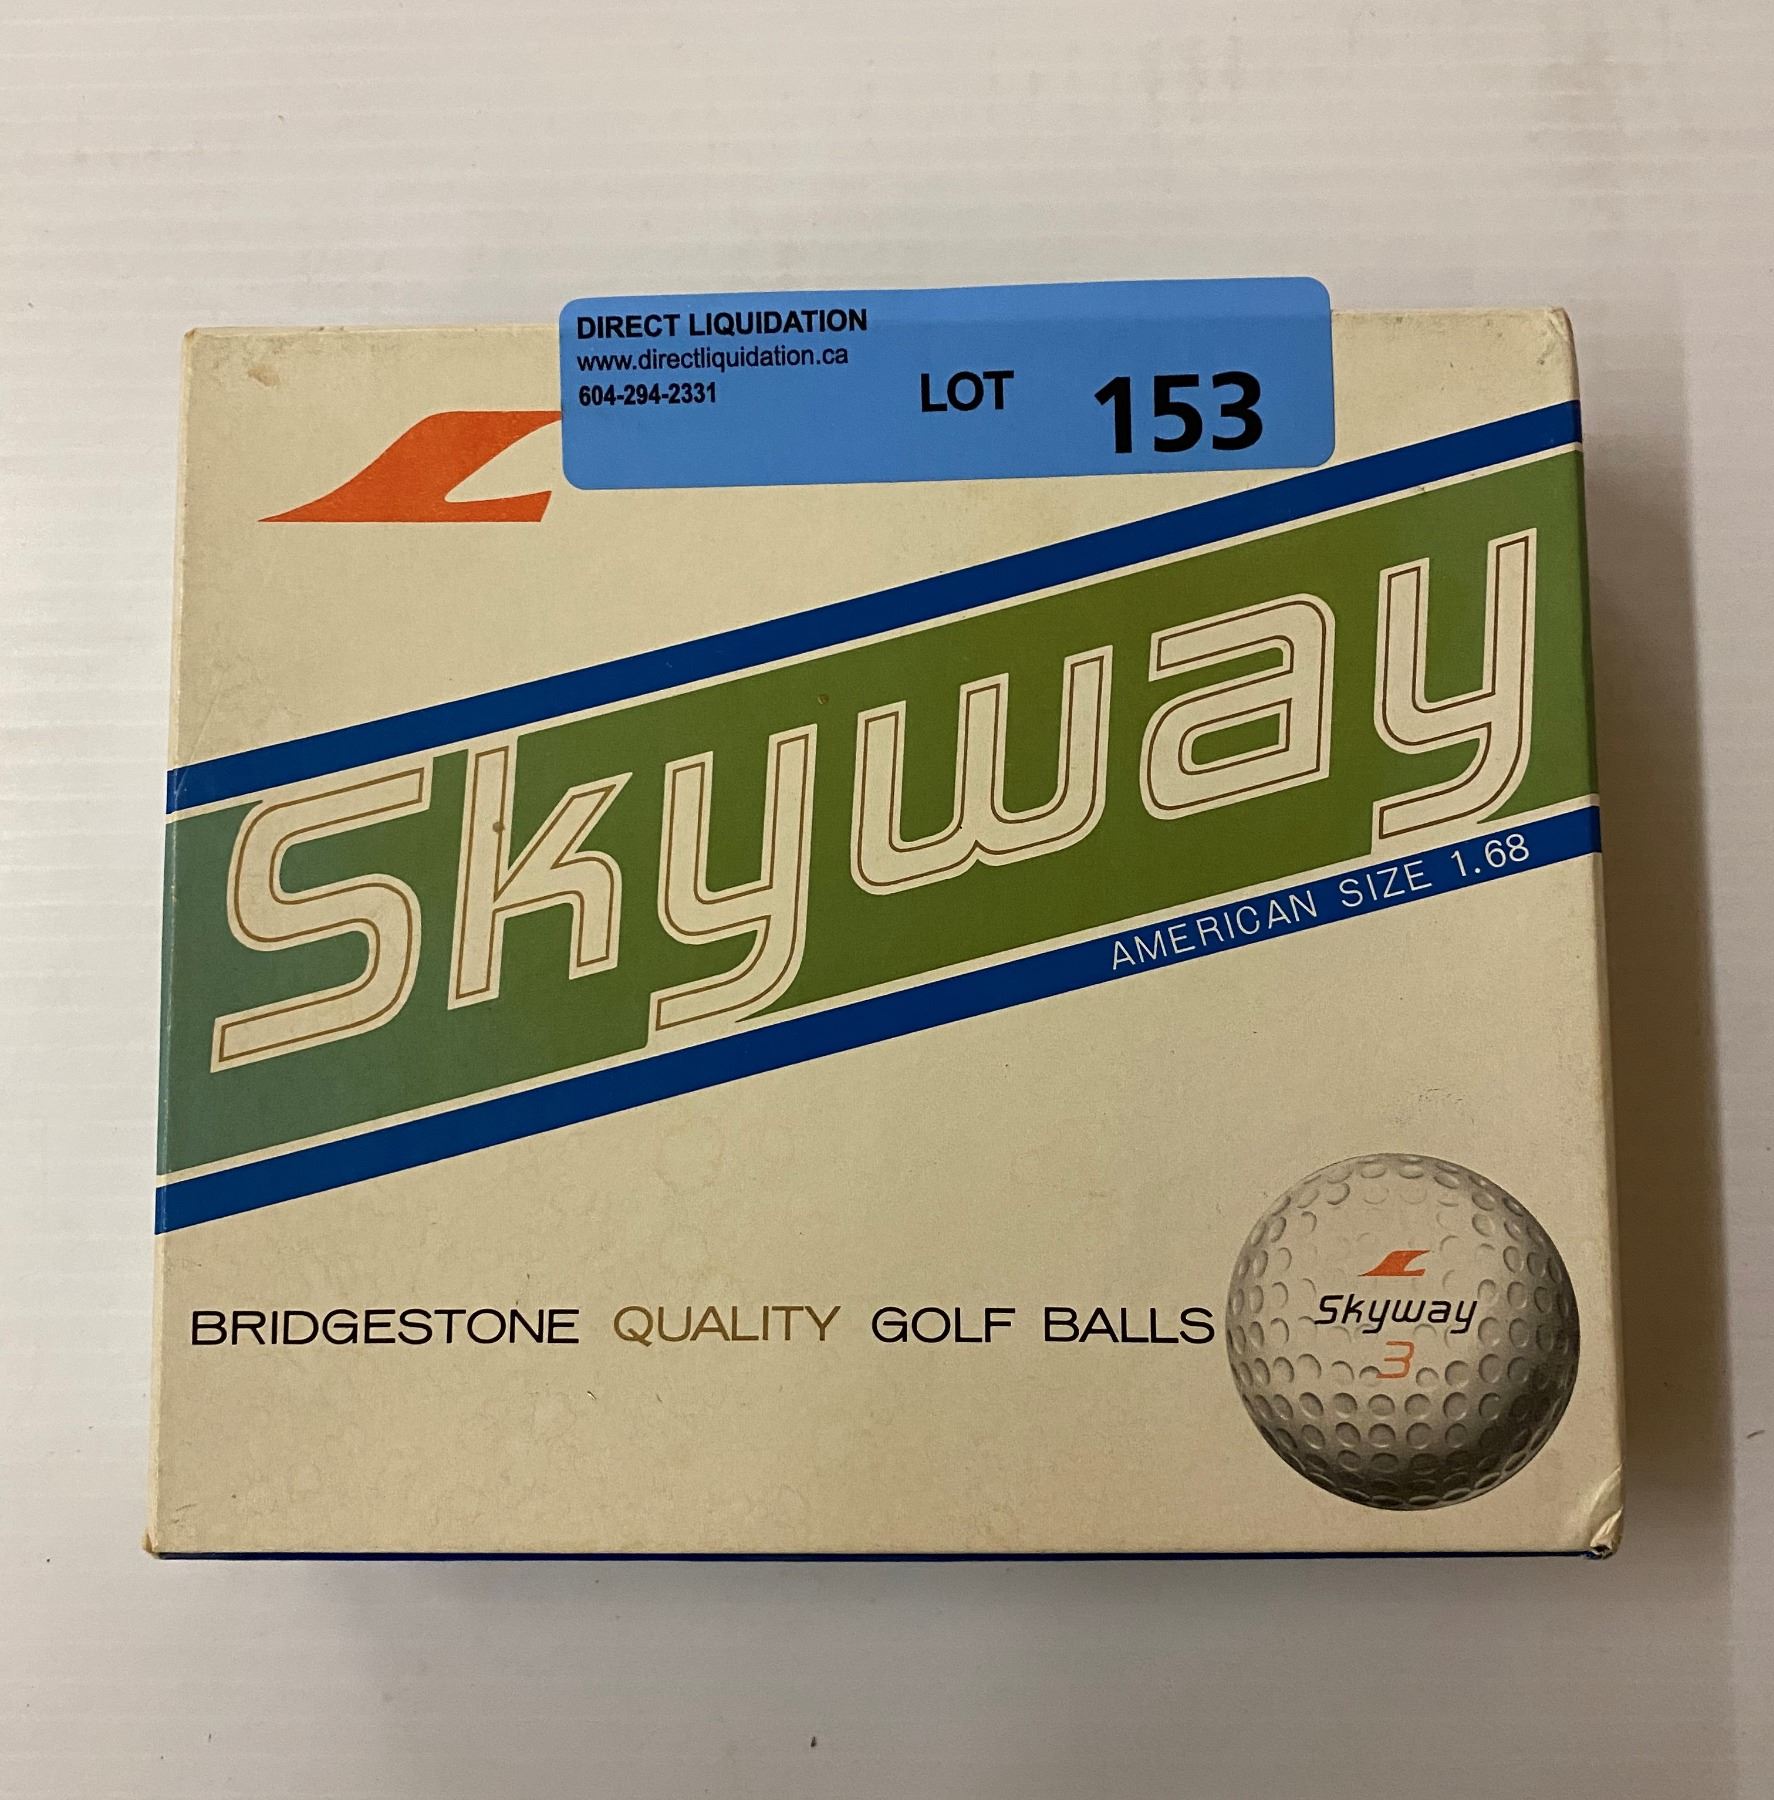 DIRECT LIQUIDATION
www.directliquidation.ca
604-294-2331
LOT 153
Skyway
AMERICAN SIZE 1.68
BRIDGESTONE QUALITY GOLF BALLS
Skyway
3